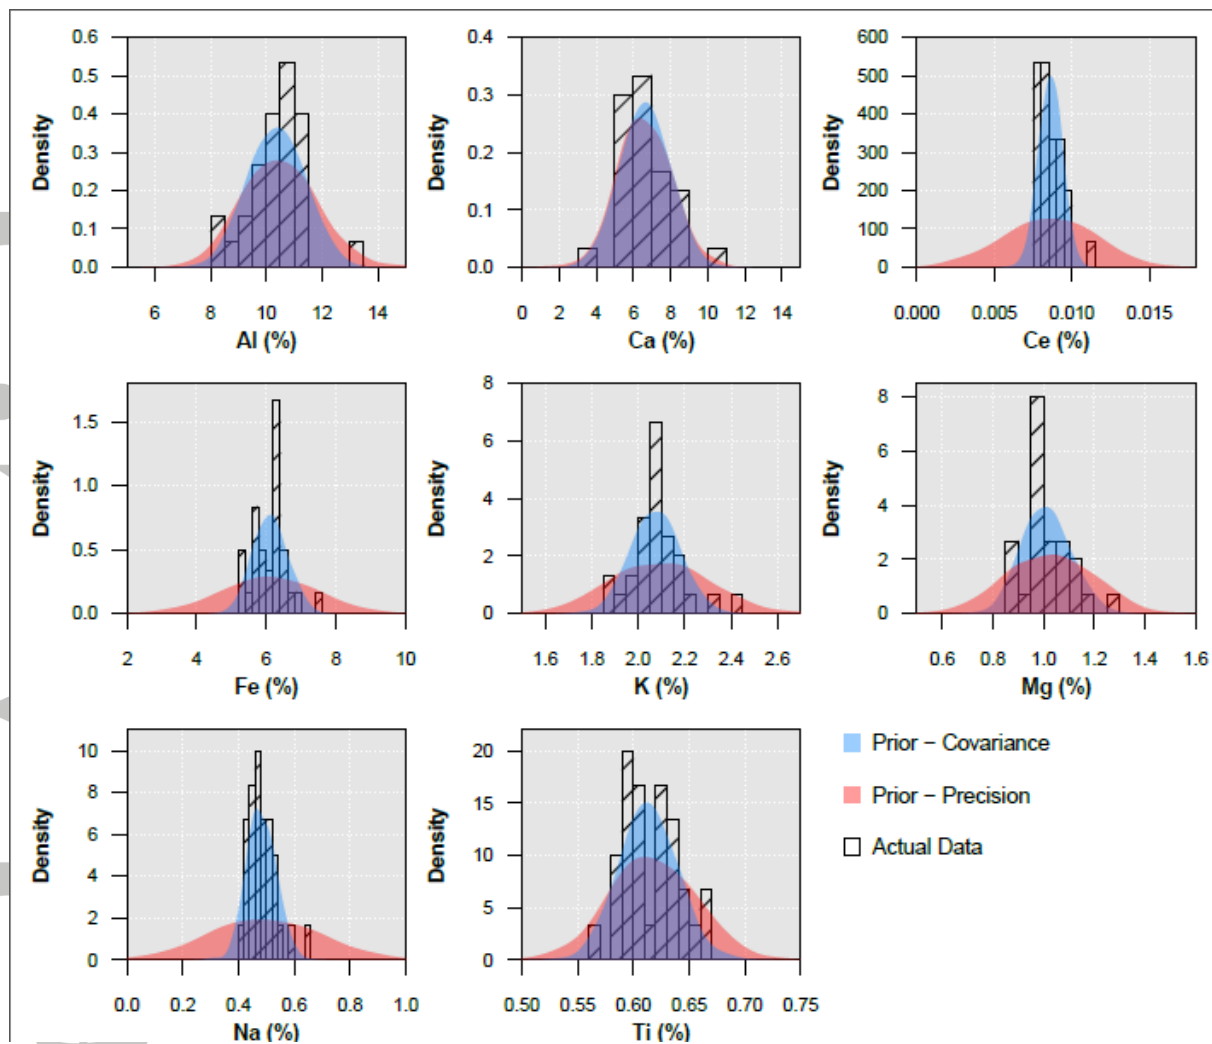 0.6 0.4 600
0.5 500
0.4 0.3 400
0.3 0.2 300
0.2 200
0.1 0.1 100
0.0 0.0 0
Density Density Density
6 8 10 12 14 0 2 4 6 8 10 12 14 0.000 0.005 0.010 0.015
Al (%) Ca (%) Ce (%)
8 8
1.5 6 6
1.0 4 4
0.5 2 2
0.0 0 0
Density Density Density
2 4 6 8 10 1.6 1.8 2.0 2.2 2.4 2.6 0.6 0.8 1.0 1.2 1.4 1.6
Fe (%) K (%) Mg (%)
10 20
8 15
6 10
4 5
2 0
0
Density Density
0.0 0.2 0.4 0.6 0.8 1.0 0.50 0.55 0.60 0.65 0.70 0.75
Na (%) Ti (%)
Prior − Covariance
Prior − Precision
Actual Data